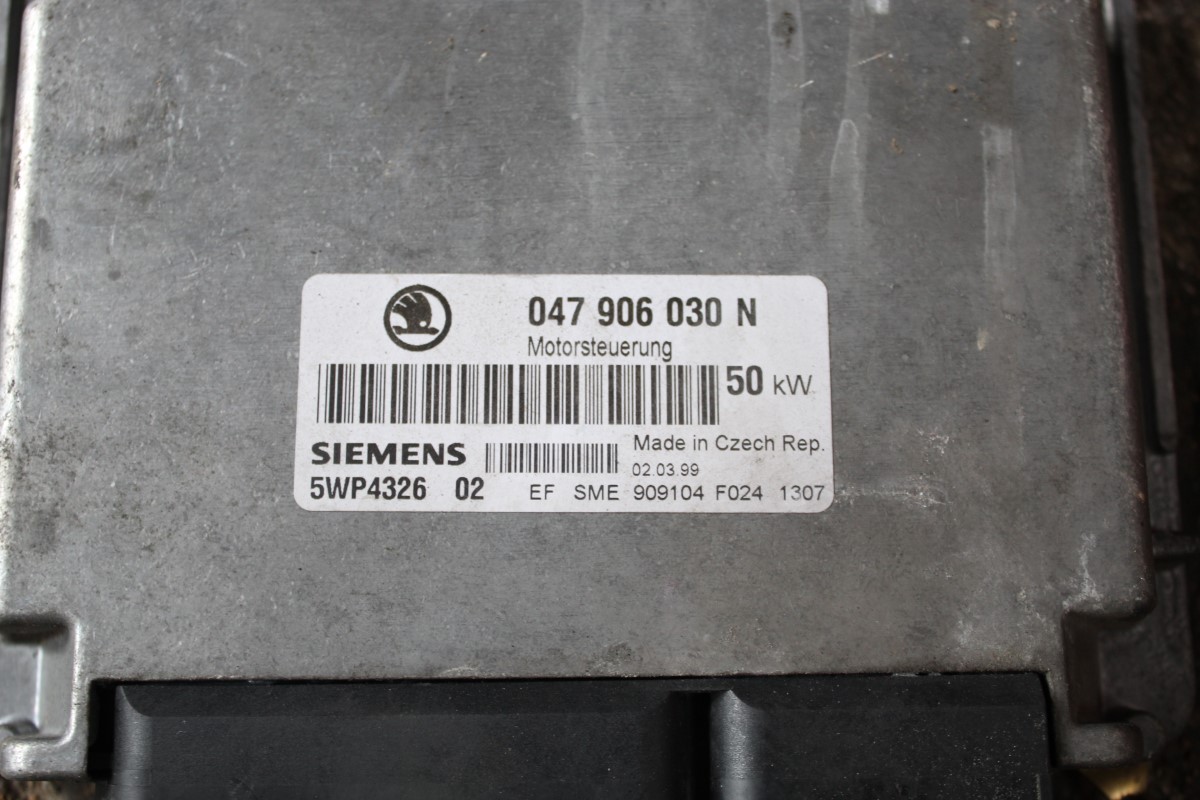 047 906 030 N
Motorsteuerung
50 kW
SIEMENS Made in Czech Rep.
02.03.99
5WP4326 02 EF SME 909104 F024 1307